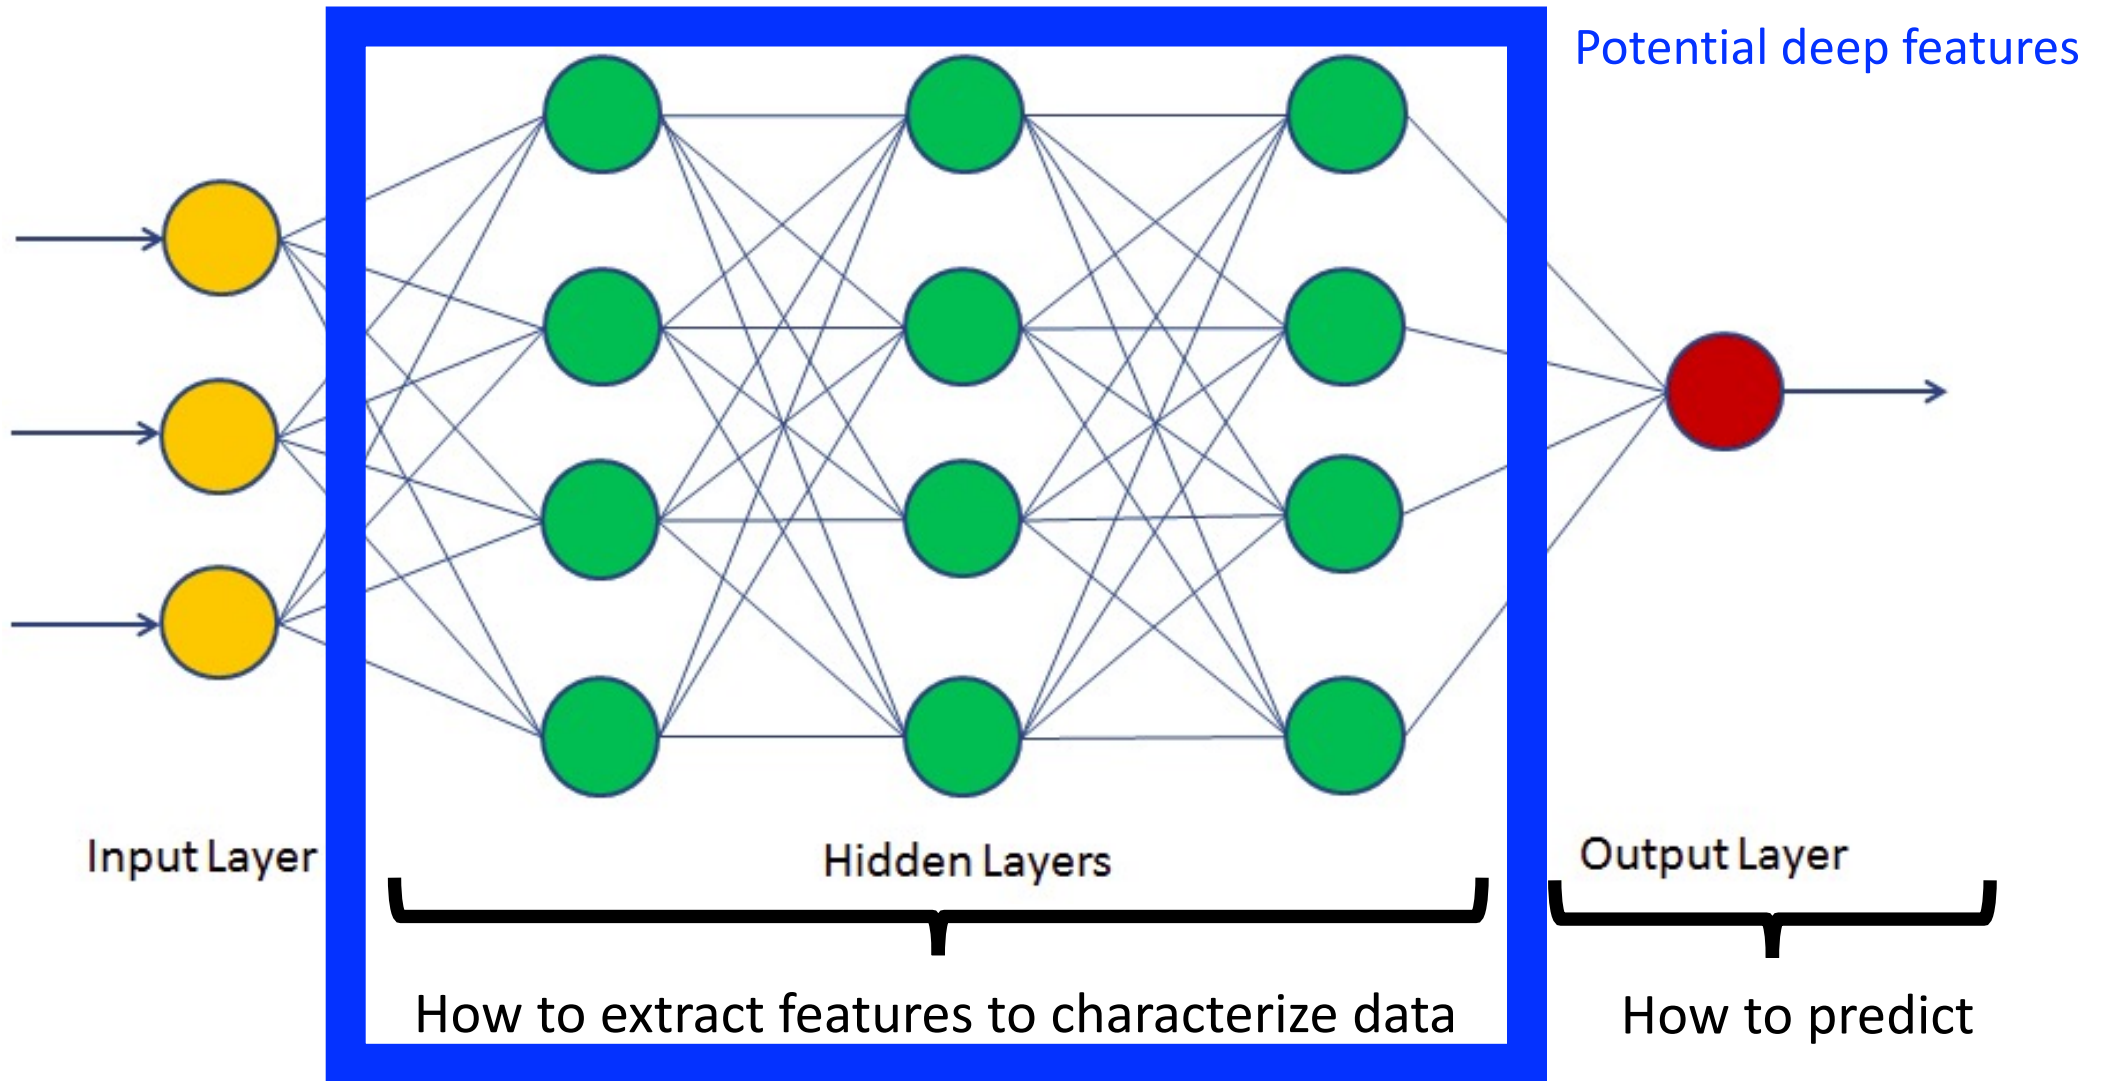 Potential deep features
Input Layer
Hidden Layers
Output Layer
How to extract features to characterize data
How to predict